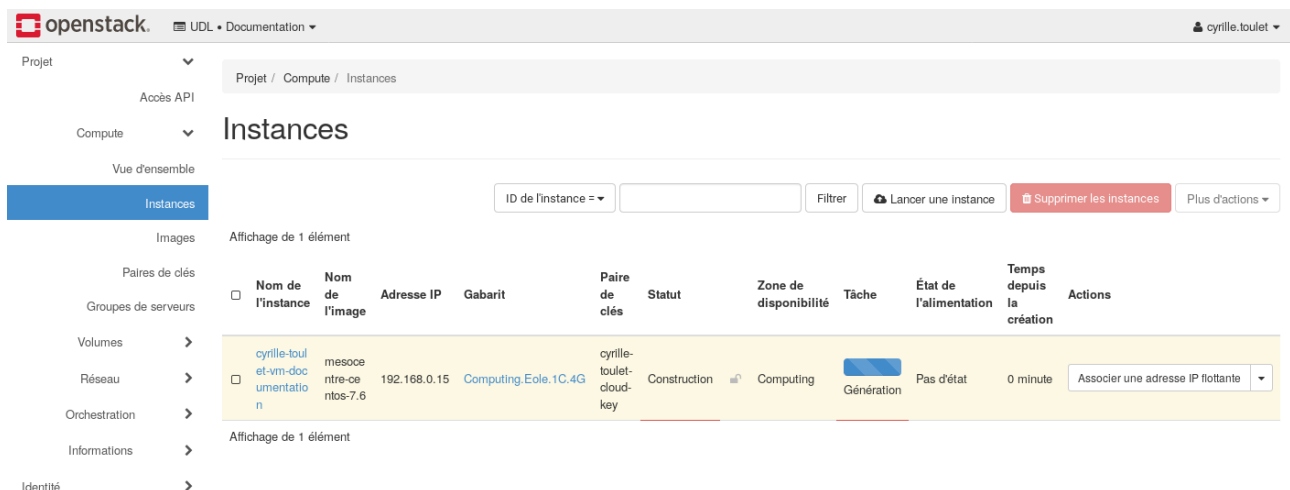 openstack. UDL • Documentation cyrille.toulet
Projet
Accès API
Compute
Vue d'ensemble
Instances
Images
Paires de clés
Groupes de serveurs
Volumes
Réseau
Orchestration
Informations
Identité
Projet / Compute / Instances
Instances
ID de l'instance = Filtrer Lancer une instance Supprimer les instances Plus d'actions
Affichage de 1 élément
Nom de
l'instance
Nom
de
l'image
Adresse IP
Gabarit
Paire
de
clés
Statut
Zone de
disponibilité
Tâche
État de
l'alimentation
Temps
depuis
la
création
Actions
cyrille-toul
et-vm-doc
umentatio
n
mesoce
ntre-ce
ntos-7.6
192.168.0.15
Computing.Eole.1C.4G
cyrille-
toulet-
cloud-
key
Construction
Computing
Génération
Pas d'état
0 minute
Associer une adresse IP flottante
Affichage de 1 élément